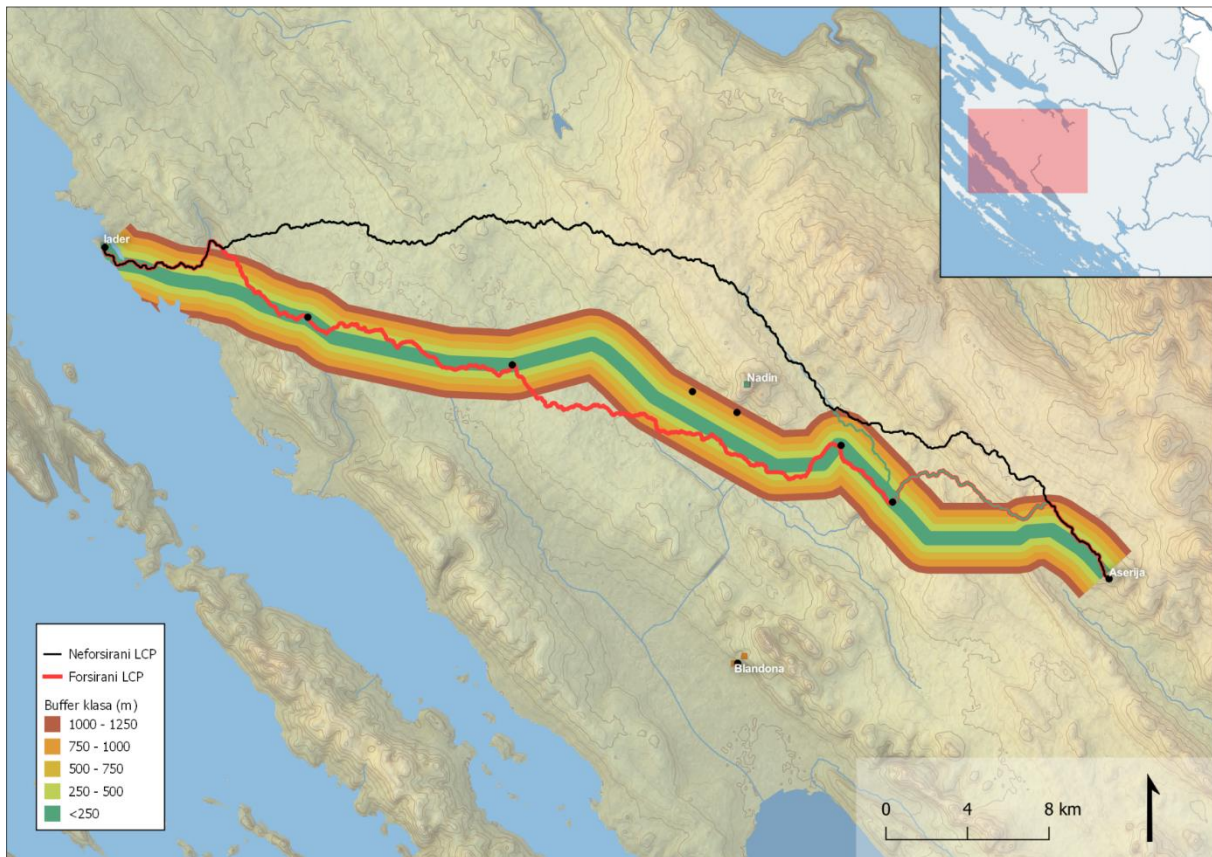 Iader
Nadin
Aserija
Blandona
Neforsirani LCP
Forsirani LCP
Buffer klasa (m)
1000 - 1250
750 - 1000
500 - 750
250 - 500
<250
0 4 8 km